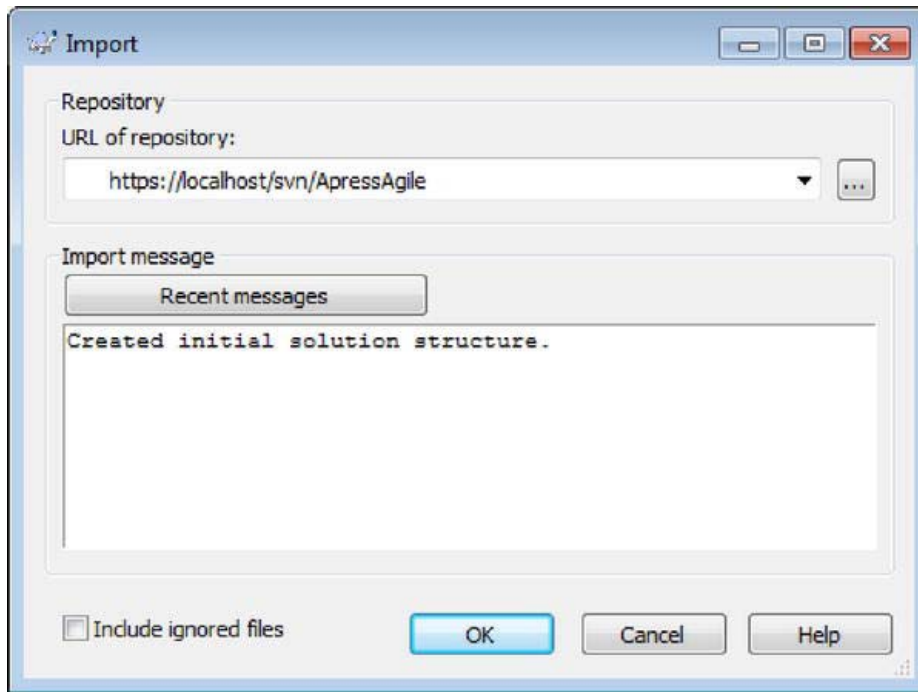 Import
Repository
URL of repository:
https://localhost/svn/ApressAgile
...
Import message
Recent messages
Created initial solution structure.
Include ignored files
OK
Cancel
Help